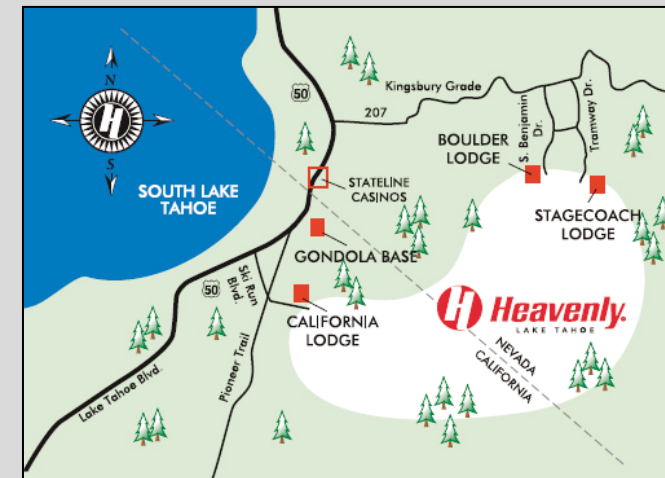 N
H
S
50
Kingsbury Grade
207
S. Benjamin
Dr.
Tramway Dr.
BOULDER
LODGE
STATELINE
CASINOS
SOUTH LAKE
TAHOE
STAGECOACH
LODGE
GONDOLA BASE
50
Ski Run
Blvd.
CALIFORNIA
LODGE
H Heavenly.
LAKE TAHOE
NEVADA
CALIFORNIA
Pioneer Trail
Lake Tahoe Blvd.